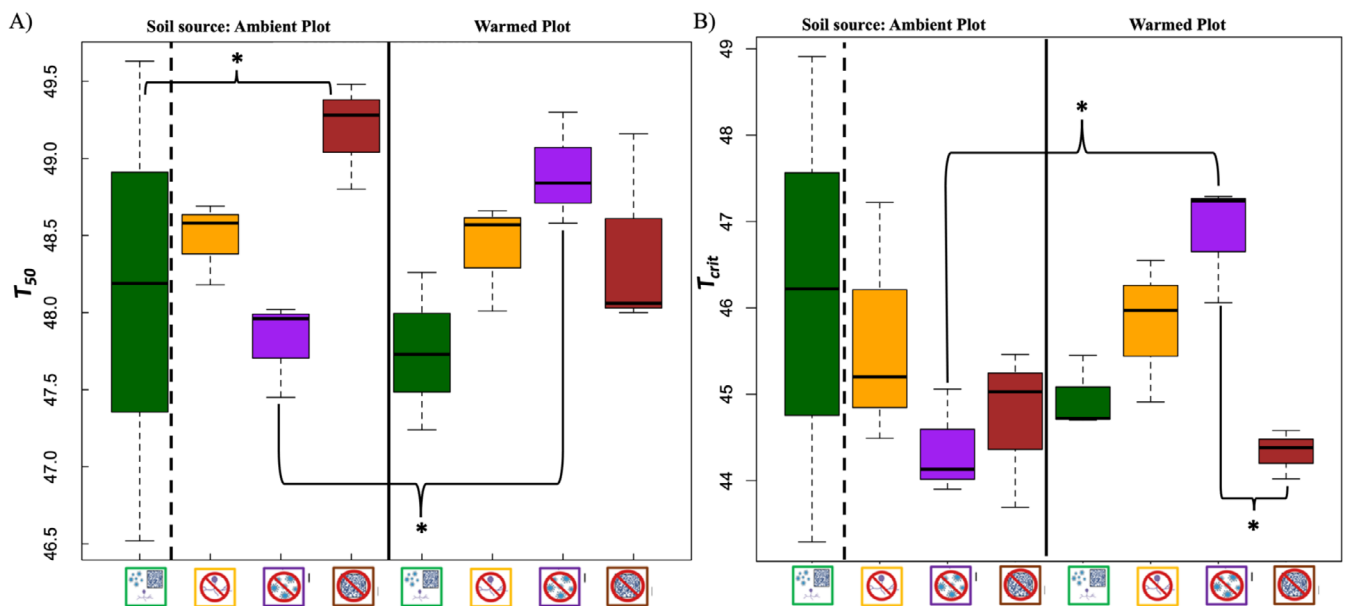 A)
Soil source: Ambient Plot
Warmed Plot
*
T50
49.5
49.0
48.5
48.0
47.5
47.0
46.5
*
B)
Soil source: Ambient Plot
Warmed Plot
*
Tcrit
49
48
47
46
45
44
*